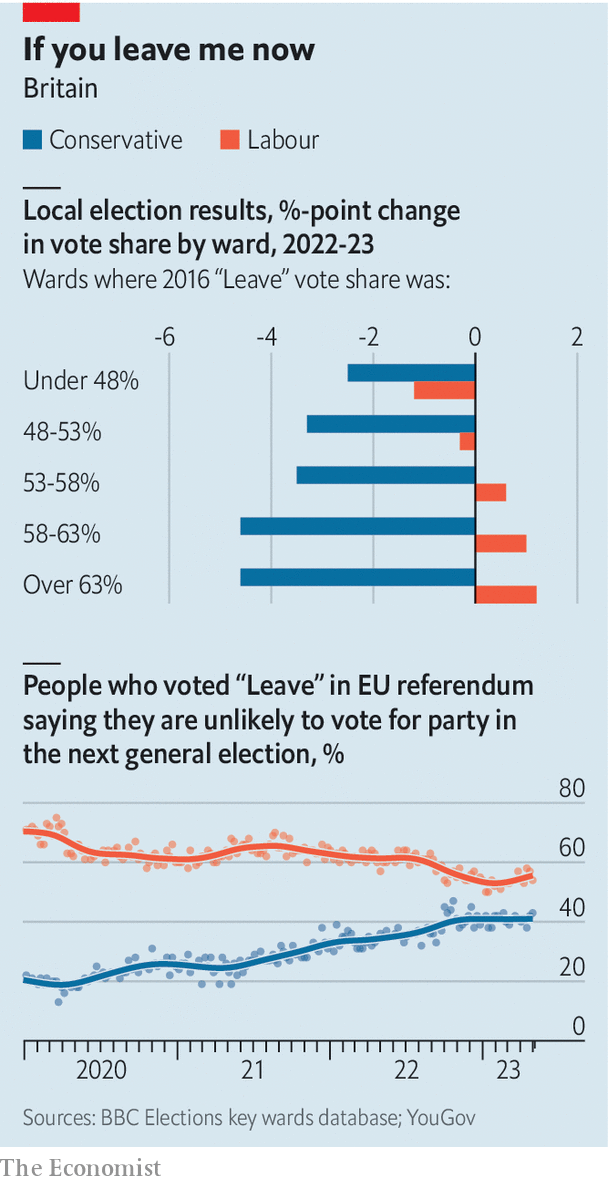 If you leave me now
Britain
Conservative Labour
Local election results, %-point change
in vote share by ward, 2022-23
Wards where 2016 “Leave” vote share was:
-6 -4 -2 0 2
Under 48%
48-53%
53-58%
58-63%
Over 63%
People who voted “Leave” in EU referendum
saying they are unlikely to vote for party in
the next general election, %
80
60
40
20
0
2020 21 22 23
Sources: BBC Elections key wards database; YouGov
The Economist